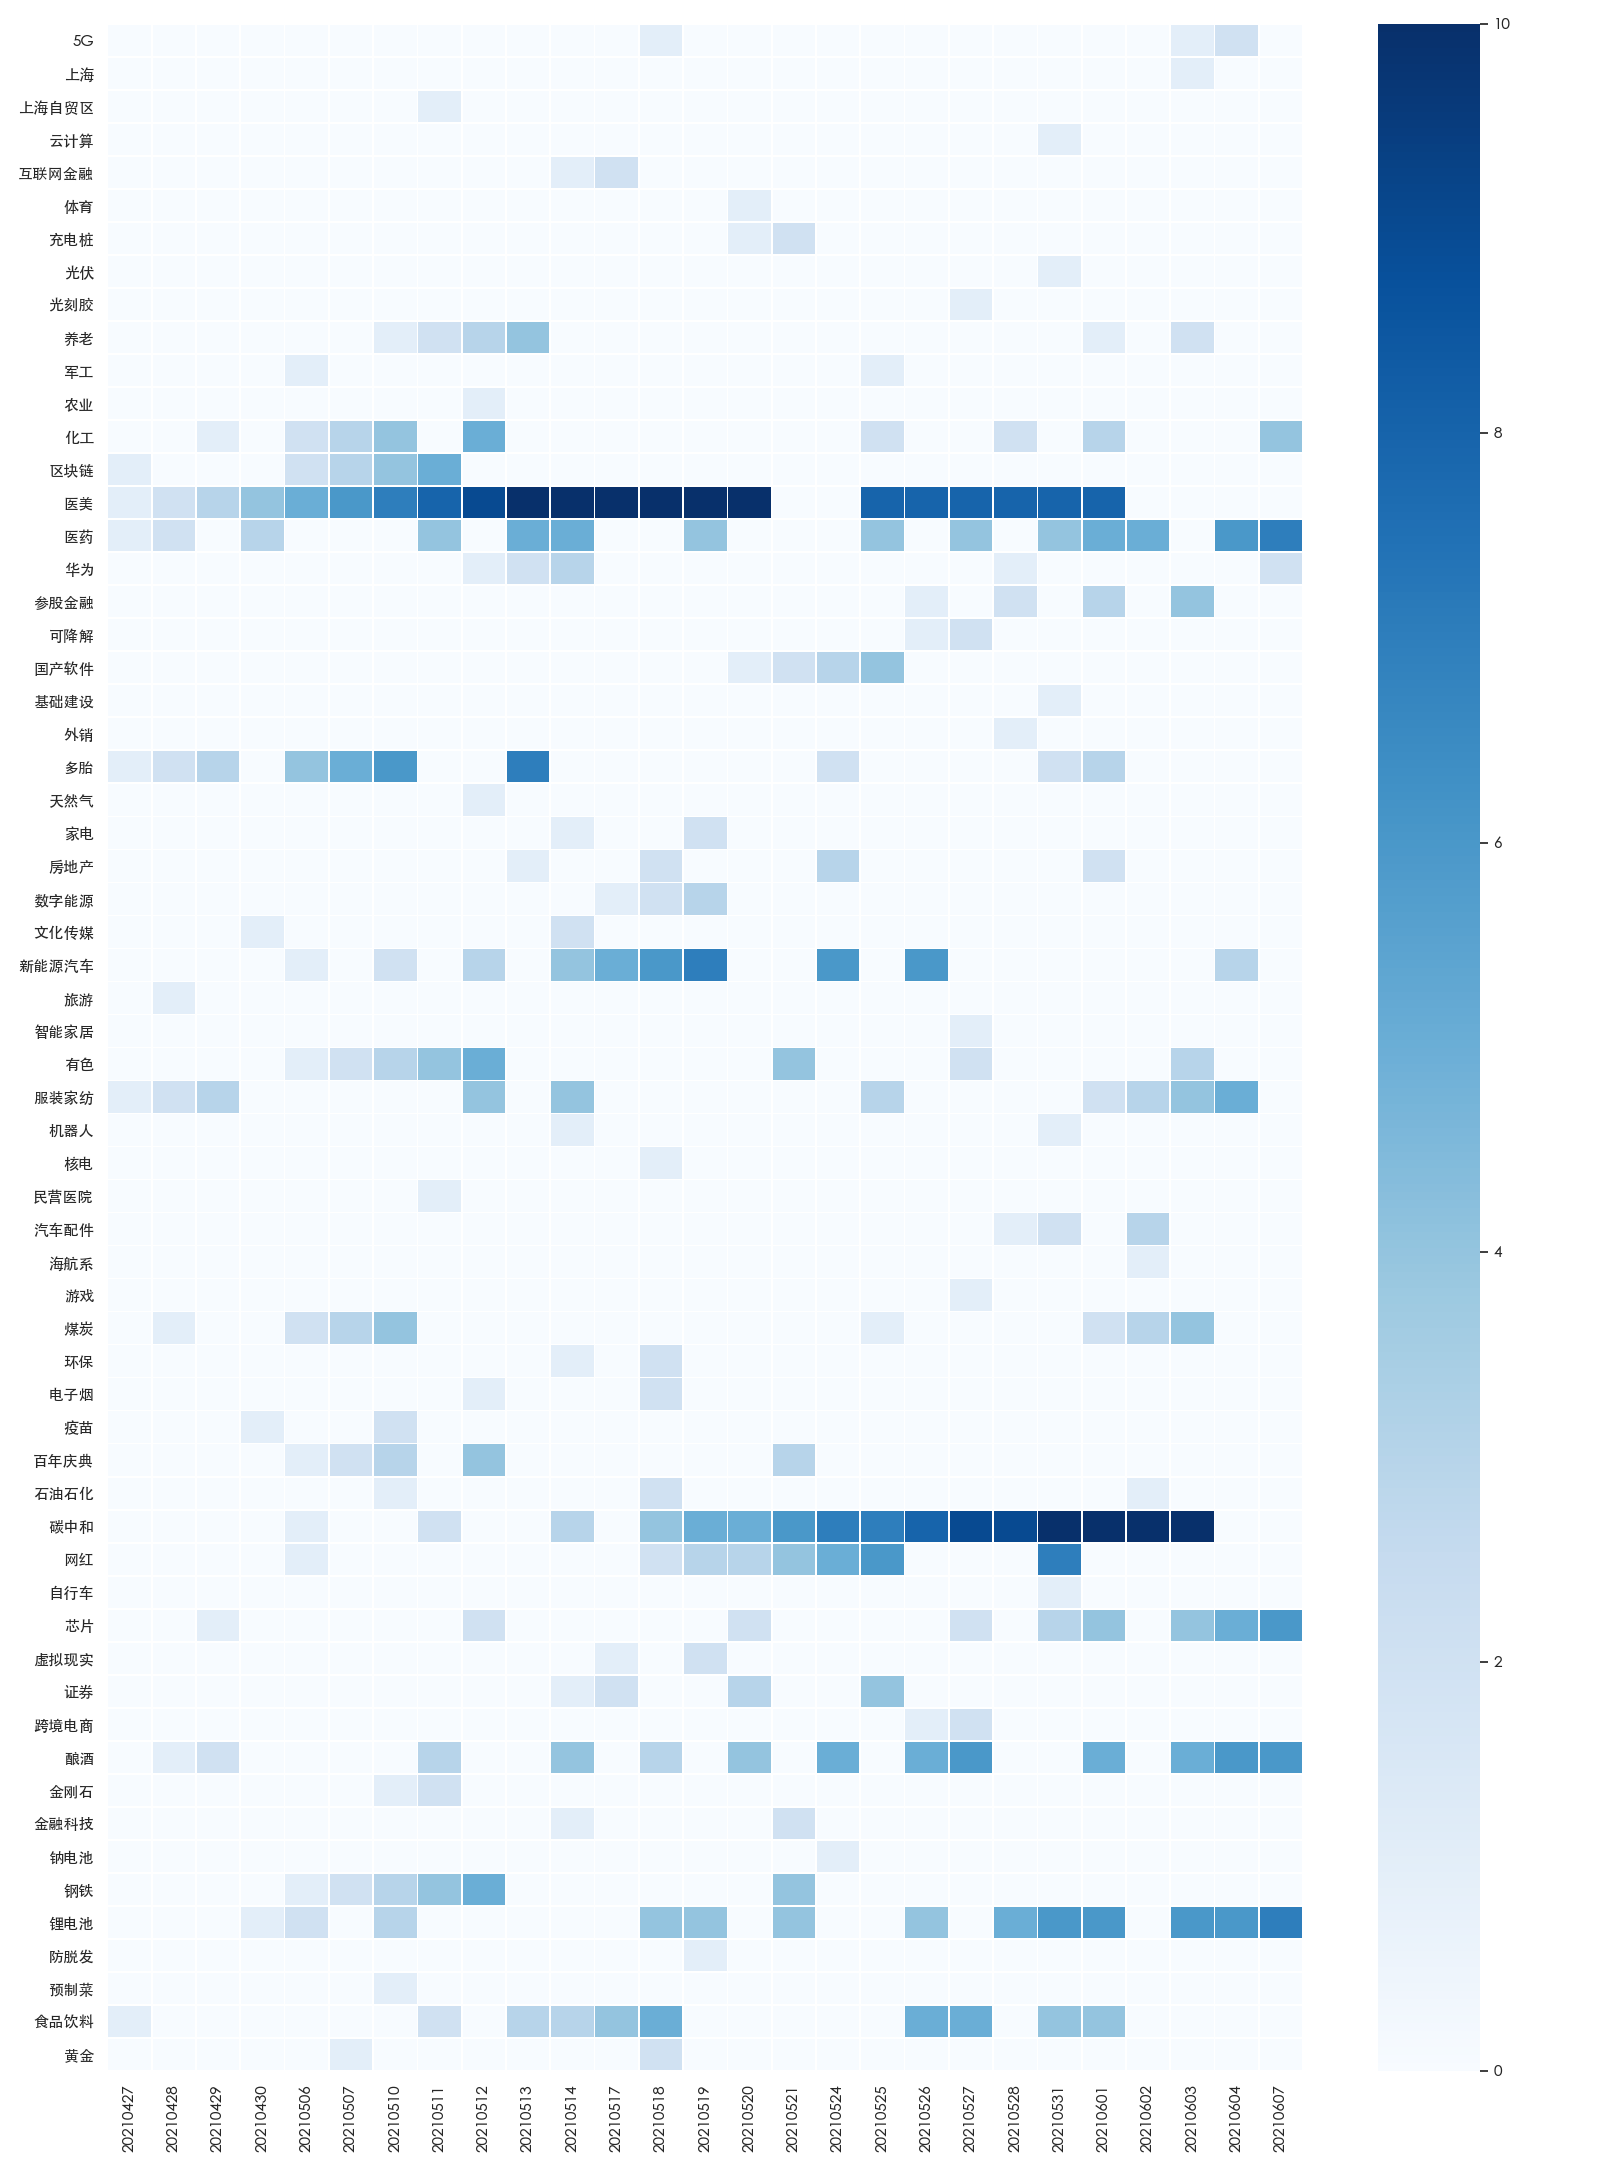 5G
上海
上海自贸区
云计算
互联网金融
体育
充电桩
光伏
光刻胶
养老
军工
农业
化工
区块链
医美
医药
华为
参股金融
可降解
国产软件
基础建设
外销
多胎
天然气
家电
房地产
数字能源
文化传媒
新能源汽车
旅游
智能家居
有色
服装家纺
机器人
核电
民营医院
汽车配件
海航系
游戏
煤炭
环保
电子烟
疫苗
百年庆典
石油石化
碳中和
网红
自行车
芯片
虚拟现实
证券
跨境电商
酿酒
金刚石
金融科技
钠电池
钢铁
锂电池
防脱发
预制菜
食品饮料
黄金
20210427
20210428
20210429
20210430
20210506
20210507
20210510
20210511
20210512
20210513
20210514
20210517
20210518
20210519
20210520
20210521
20210524
20210525
20210526
20210527
20210528
20210531
20210601
20210602
20210603
20210604
20210607
10
8
6
4
2
0